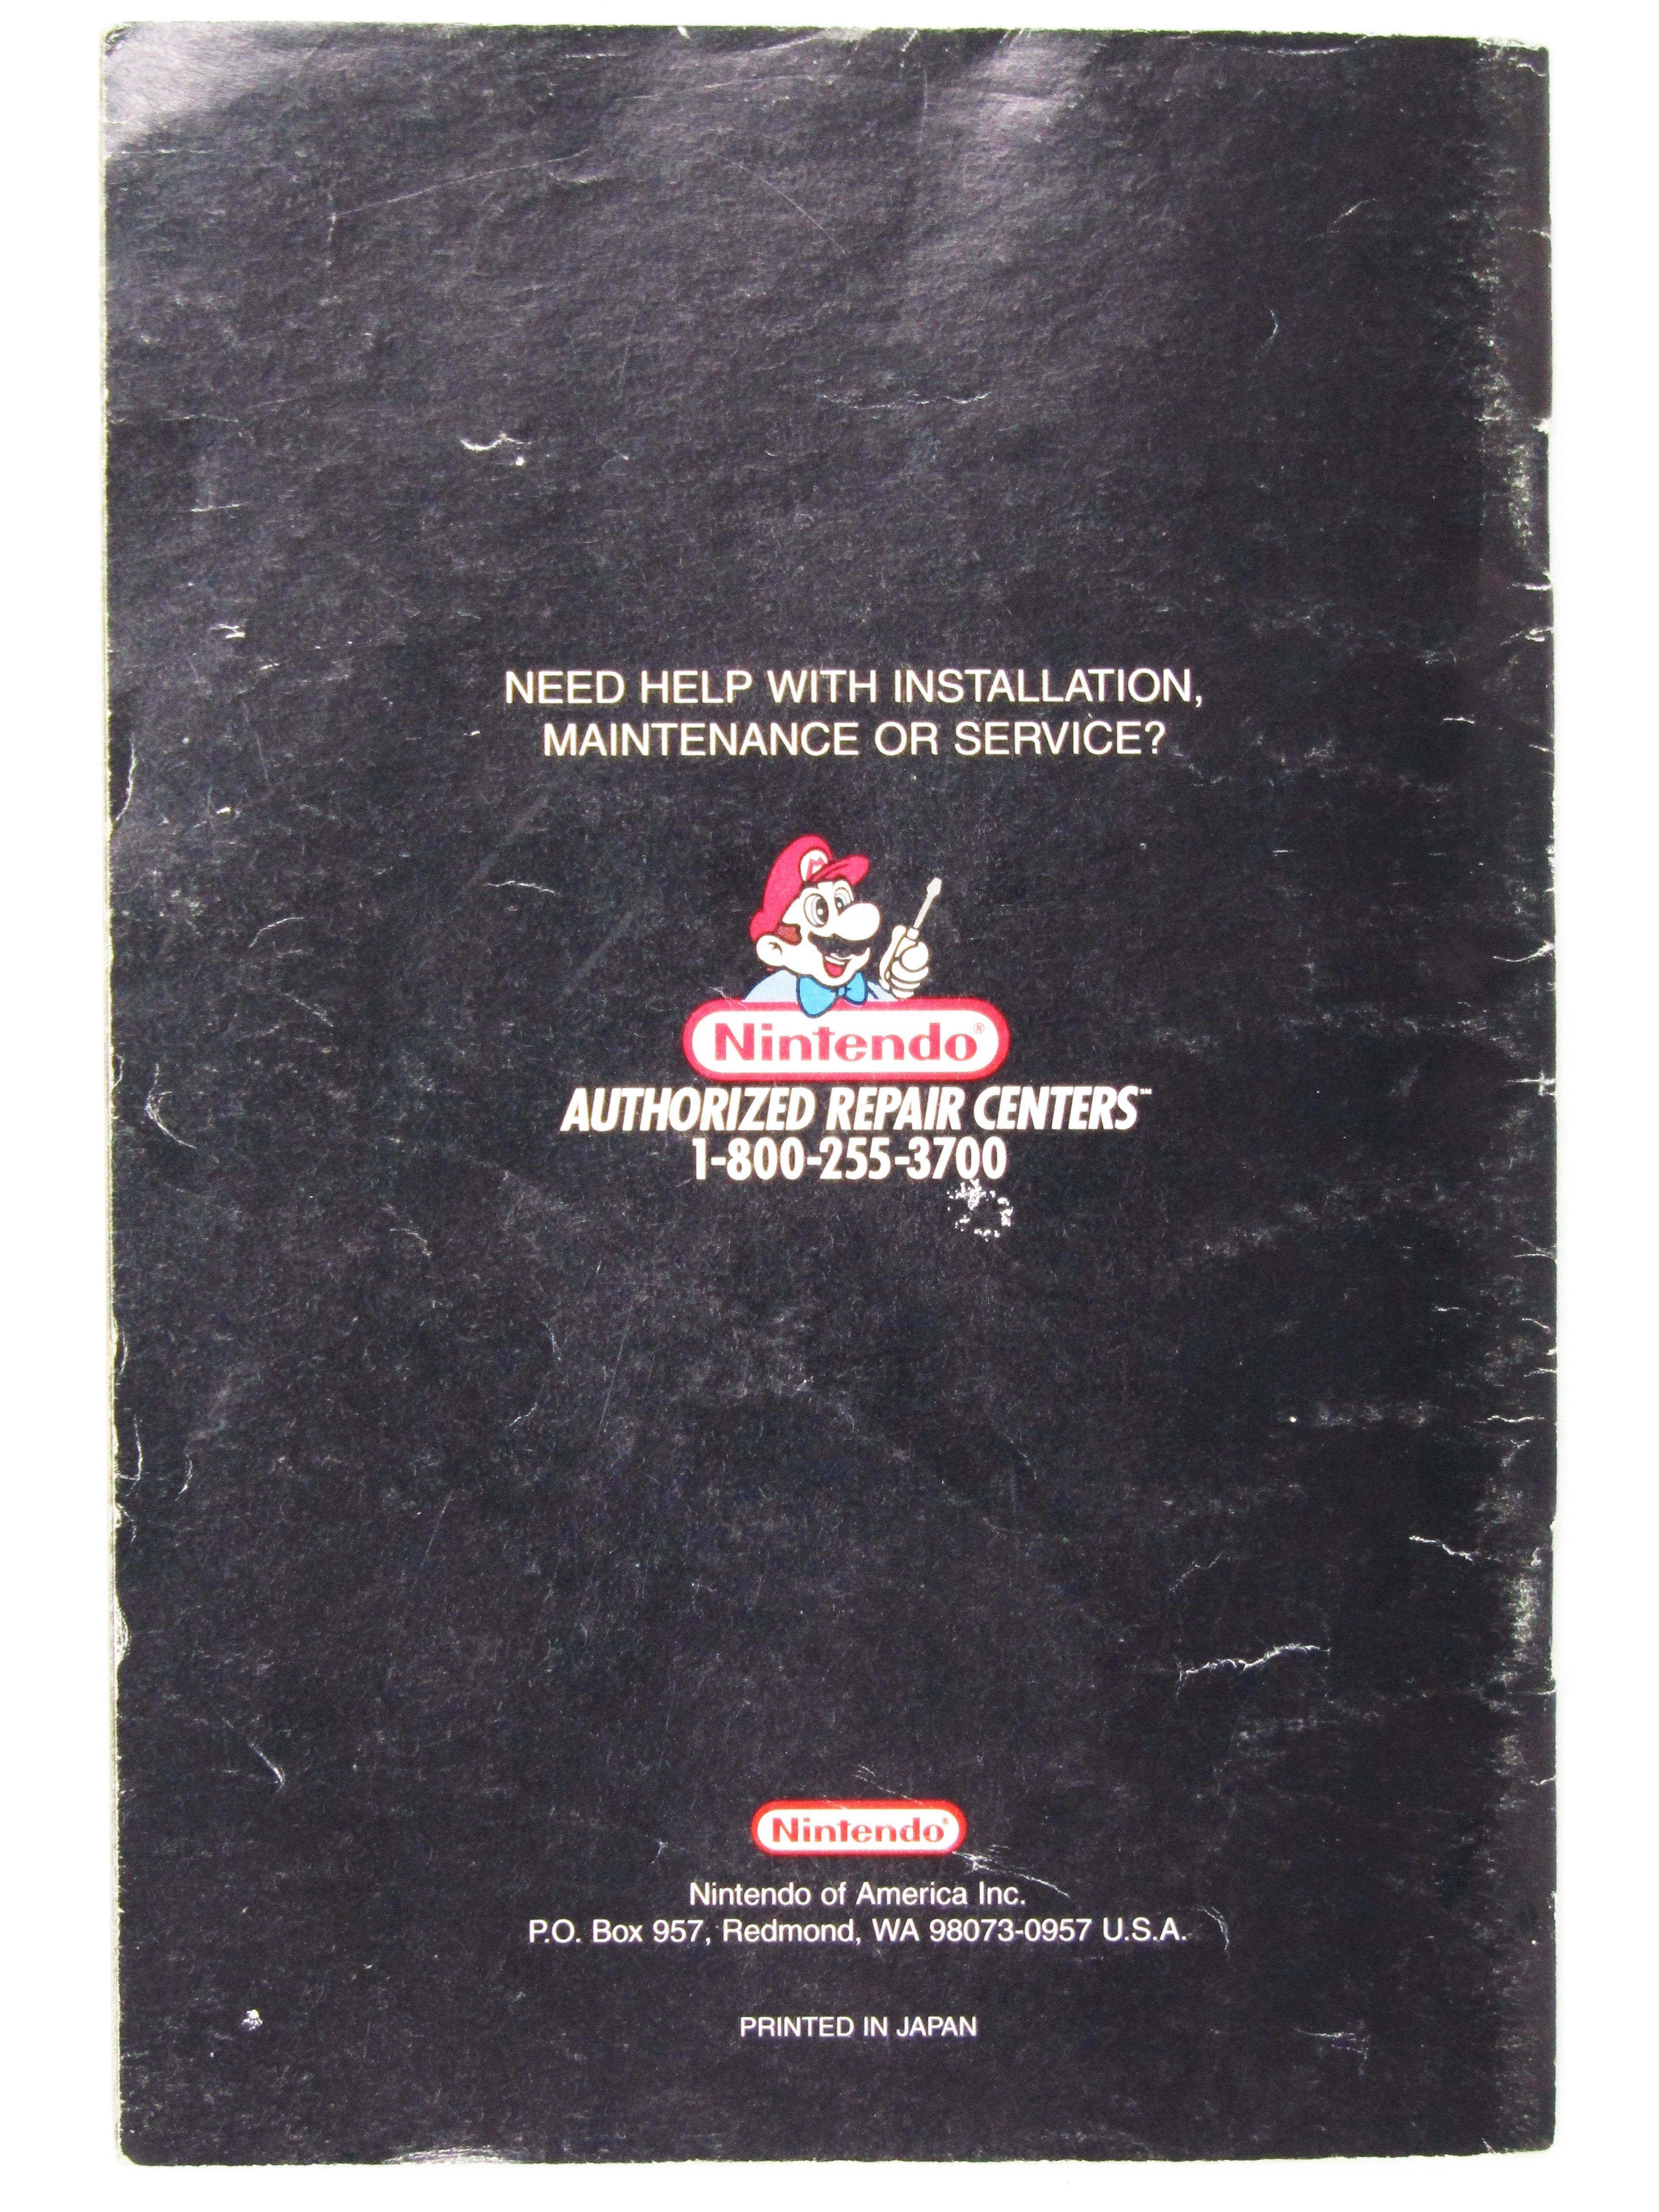 NEED HELP WITH INSTALLATION,
MAINTENANCE OR SERVICE?
M
Nintendo®
AUTHORIZED REPAIR CENTERS™
1-800-255-3700
Nintendo®
Nintendo of America Inc.
P.O. Box 957, Redmond, WA 98073-0957 U.S.A.
PRINTED IN JAPAN